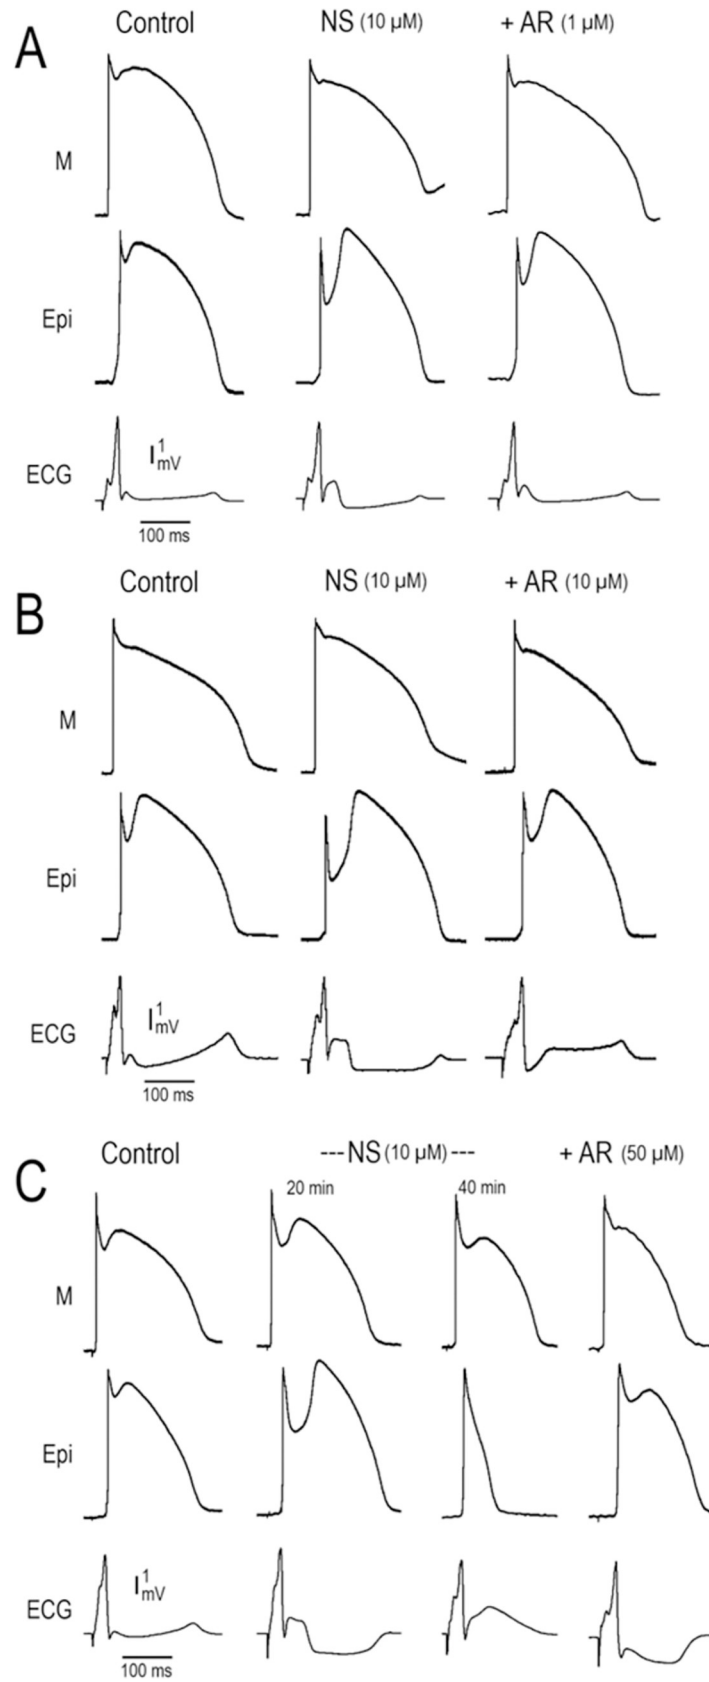 A
Control NS (10 µM) + AR (1 µM)
M
Epi
ECG
1
mV
100 ms
B
Control NS (10 µM) + AR (10 µM)
M
Epi
ECG
1
mV
100 ms
C
Control ---NS (10 µM)--- + AR (50 µM)
20 min 40 min
M
Epi
ECG
1
mV
100 ms